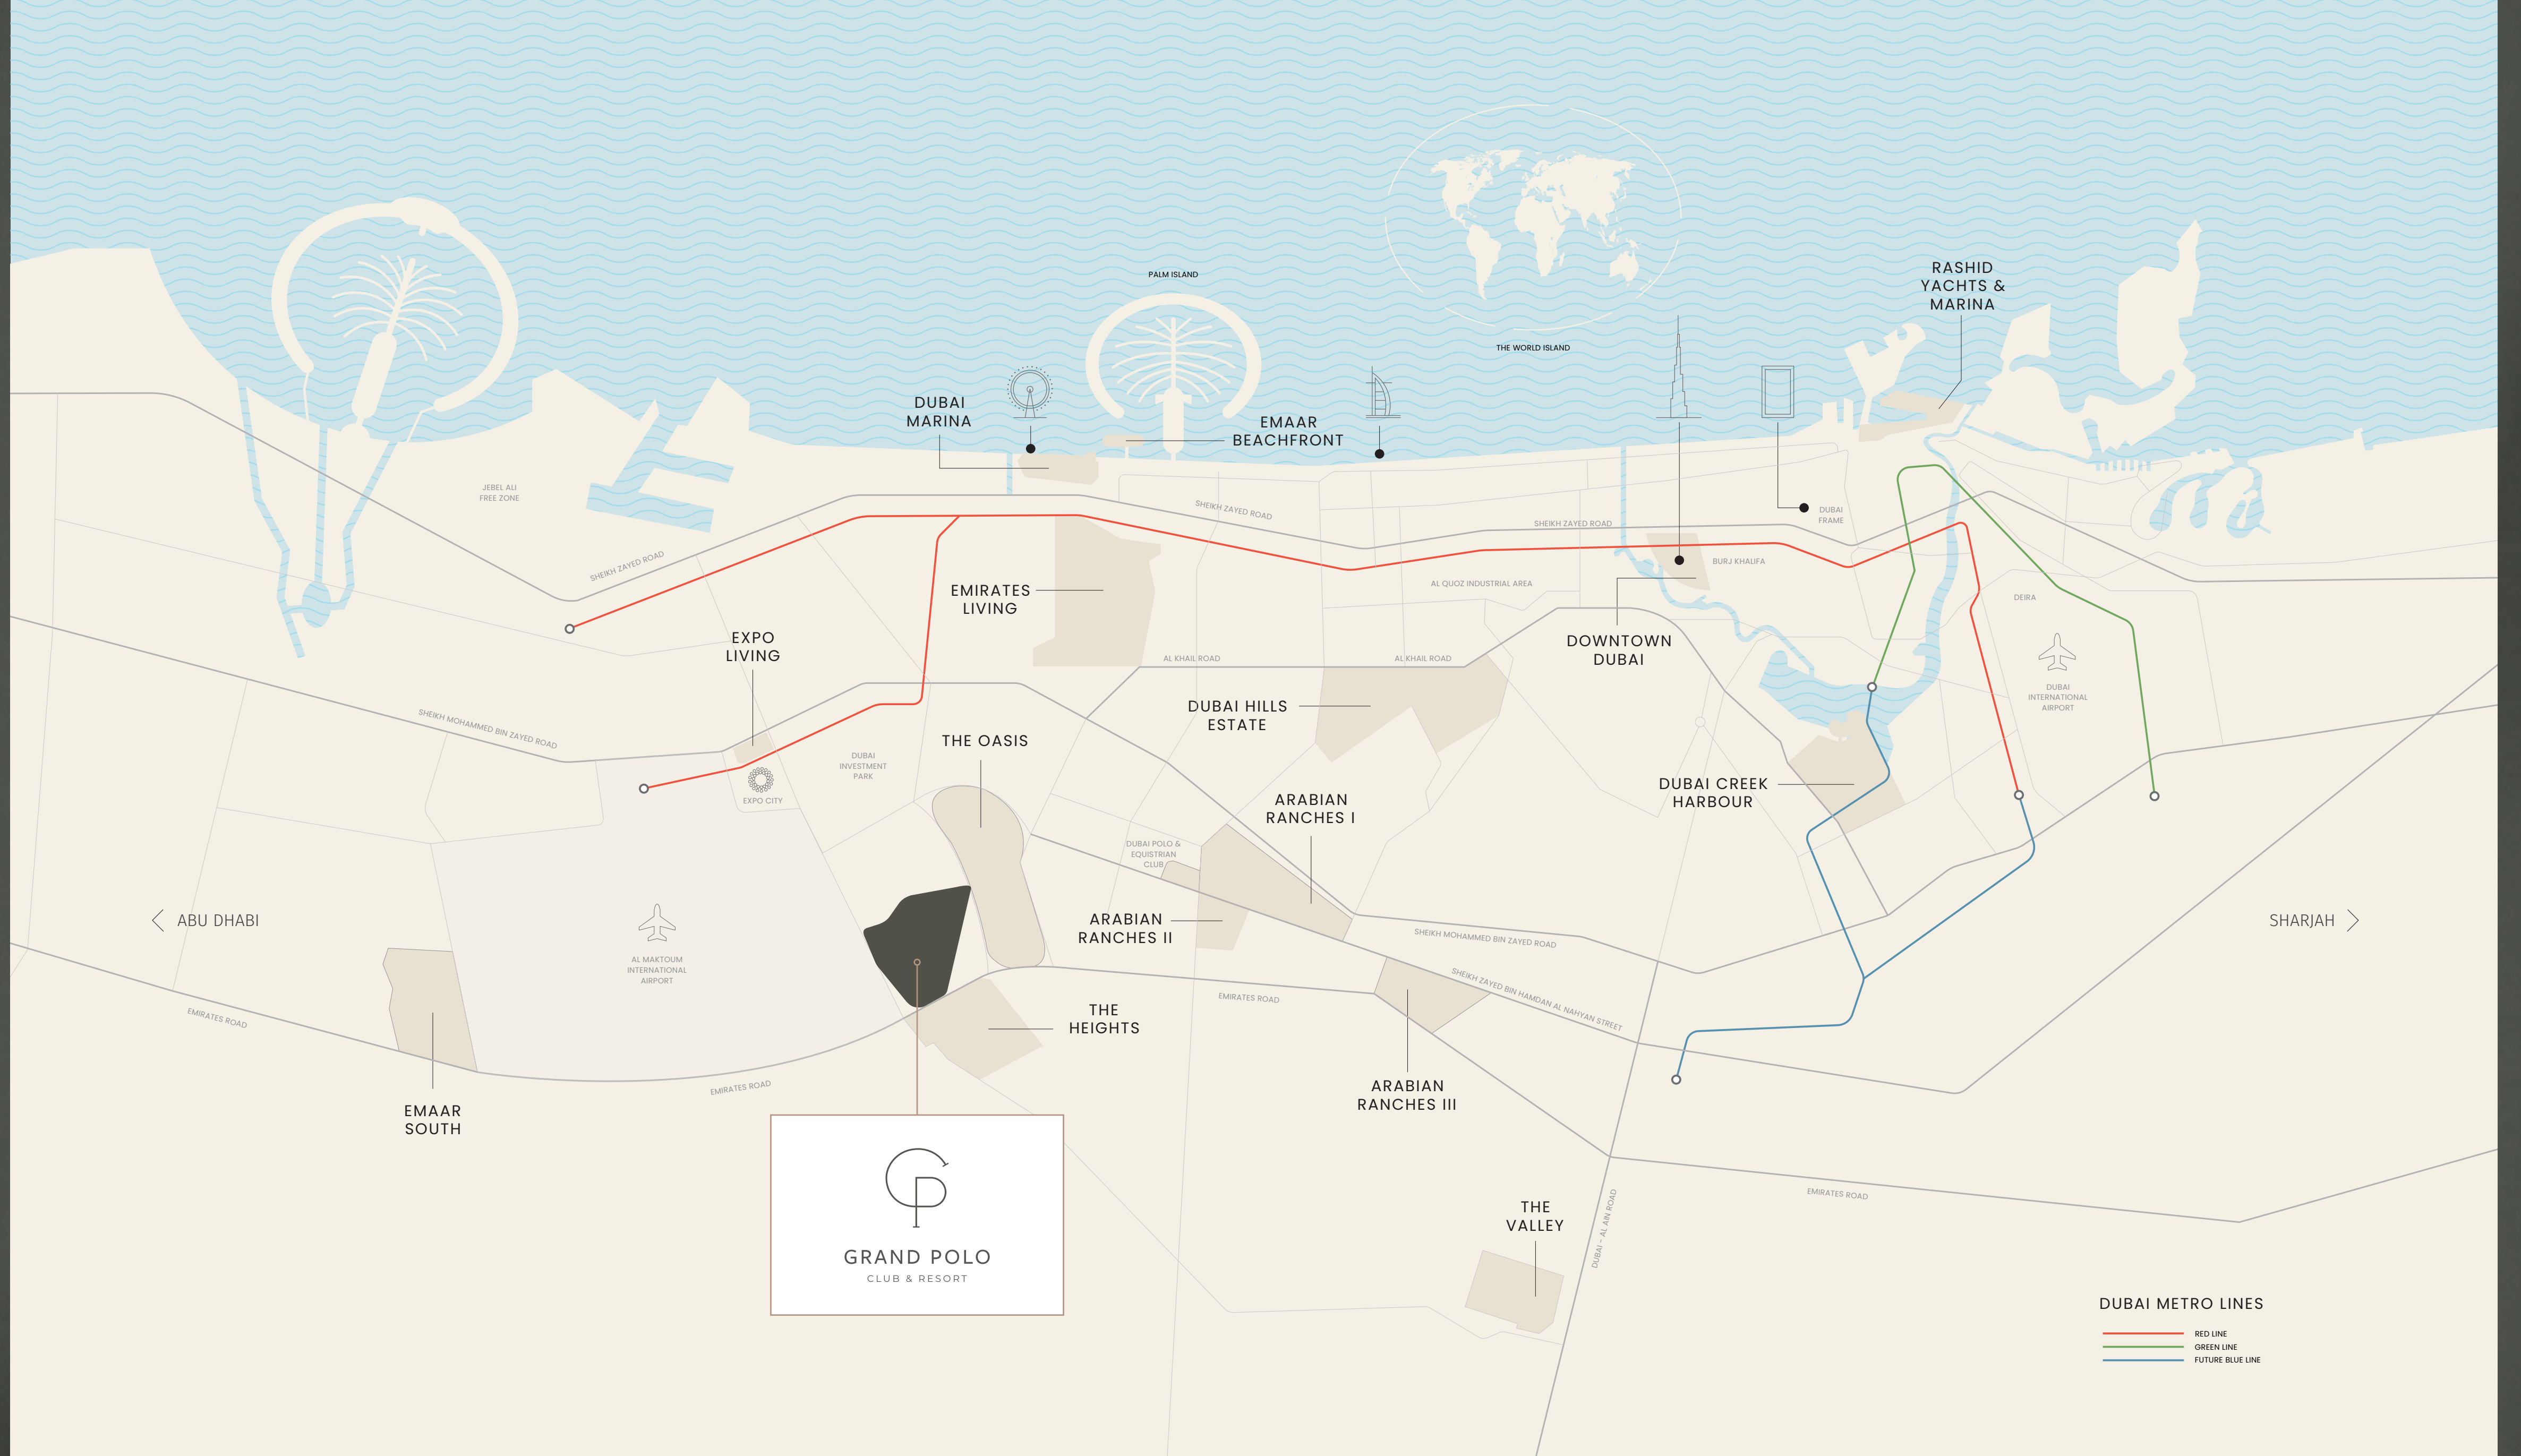 PALM ISLAND
THE WORLD ISLAND
RASHID
YACHTS &
MARINA
DUBAI
MARINA
EMAAR
BEACHFRONT
JEBEL ALI
FREE ZONE
SHEIKH ZAYED ROAD
SHEIKH ZAYED ROAD
SHEIKH ZAYED ROAD
DUBAI
FRAME
BURJ KHALIFA
AL QUOZ INDUSTRIAL AREA
DEIRA
EMIRATES
LIVING
EXPO
LIVING
AL KHAIL ROAD
AL KHAIL ROAD
DOWNTOWN
DUBAI
DUBAI
INTERNATIONAL
AIRPORT
SHEIKH MOHAMMED BIN ZAYED ROAD
DUBAI HILLS
ESTATE
THE OASIS
DUBAI
INVESTMENT
PARK
EXPO CITY
DUBAI CREEK
HARBOUR
ARABIAN
RANCHES I
DUBAI POLO &
EQUISTRIAN
CLUB
ABU DHABI
ARABIAN
RANCHES II
SHARJAH
SHEIKH MOHAMMED BIN ZAYED ROAD
AL MAKTOUM
INTERNATIONAL
AIRPORT
SHEIKH ZAYED BIN HAMDAN AL NAHYAN STREET
EMIRATES ROAD
EMIRATES ROAD
THE
HEIGHTS
EMIRATES ROAD
ARABIAN
RANCHES III
EMAAR
SOUTH
GP
GRAND POLO
CLUB & RESORT
THE
VALLEY
DUBAI - AL AIN ROAD
EMIRATES ROAD
DUBAI METRO LINES
RED LINE
GREEN LINE
FUTURE BLUE LINE